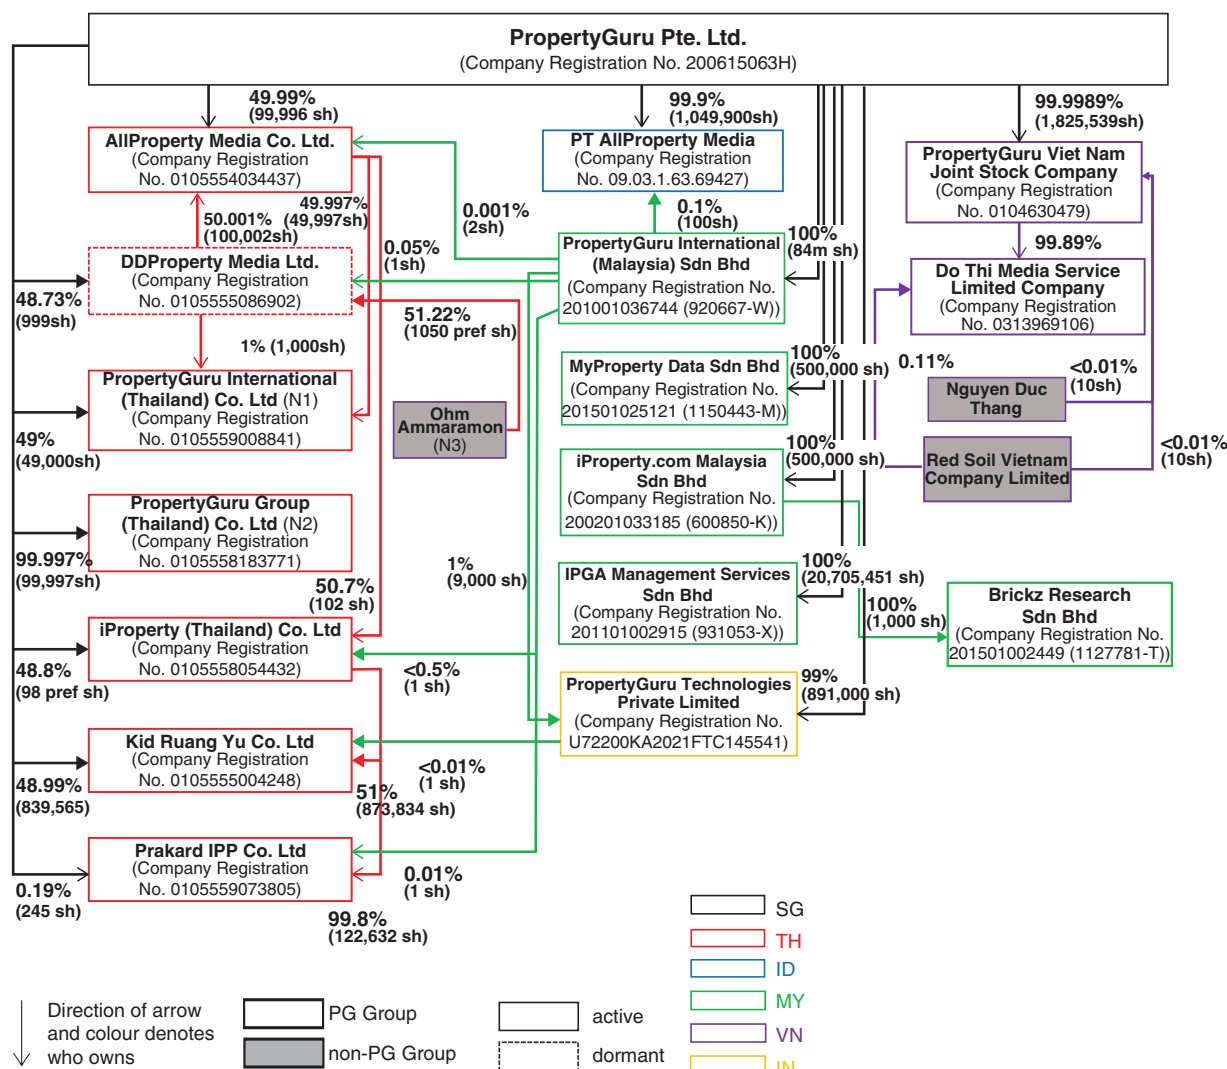 PropertyGuru Pte. Ltd.
(Company Registration No. 200615063H)
49.99%
(99,996 sh)
99.9%
(1,049,900sh)
99.9989%
(1,825,539sh)
AllProperty Media Co. Ltd.
(Company Registration
No. 0105554034437)
PT AllProperty Media
(Company Registration
No. 09.03.1.63.69427)
PropertyGuru Viet Nam
Joint Stock Company
(Company Registration
No. 0104630479)
50.001%
(100,002sh)
49.997%
(49,997sh)
0.001%
(2sh)
0.1%
(100sh)
100%
(84m sh)
99.89%
0.05%
(1sh)
DDProperty Media Ltd.
(Company Registration
No. 0105555086902)
PropertyGuru International
(Malaysia) Sdn Bhd
(Company Registration No.
201001036744 (920667-W))
Do Thi Media Service
Limited Company
(Company Registration
No. 0313969106)
48.73%
(999sh)
51.22%
(1050 pref sh)
1% (1,000sh)
100%
(500,000 sh)
0.11%
<0.01%
(10sh)
PropertyGuru International
(Thailand) Co. Ltd (N1)
(Company Registration
No. 0105559008841)
MyProperty Data Sdn Bhd
(Company Registration No.
201501025121 (1150443-M))
Nguyen Duc
Thang
Ohm
Ammaramon
(N3)
49%
(49,000sh)
100%
(500,000 sh)
<0.01%
(10sh)
iProperty.com Malaysia
Sdn Bhd
(Company Registration No.
200201033185 (600850-K))
Red Soil Vietnam
Company Limited
PropertyGuru Group
(Thailand) Co. Ltd (N2)
(Company Registration
No. 0105558183771)
99.997%
(99,997sh)
1%
(9,000 sh)
100%
(20,705,451 sh)
IPGA Management Services
Sdn Bhd
(Company Registration No.
201101002915 (931053-X))
50.7%
(102 sh)
100%
(1,000 sh)
Brickz Research
Sdn Bhd
(Company Registration No.
201501002449 (1127781-T))
iProperty (Thailand) Co. Ltd
(Company Registration
No. 0105558054432)
48.8%
(98 pref sh)
<0.5%
(1 sh)
99%
(891,000 sh)
PropertyGuru Technologies
Private Limited
(Company Registration No.
U72200KA2021FTC145541)
Kid Ruang Yu Co. Ltd
(Company Registration
No. 0105555004248)
48.99%
(839,565)
<0.01%
(1 sh)
51%
(873,834 sh)
Prakard IPP Co. Ltd
(Company Registration
No. 0105559073805)
0.19%
(245 sh)
0.01%
(1 sh)
99.8%
(122,632 sh)
SG
TH
ID
MY
VN
IN
Direction of arrow
and colour denotes
who owns
PG Group
non-PG Group
active
dormant